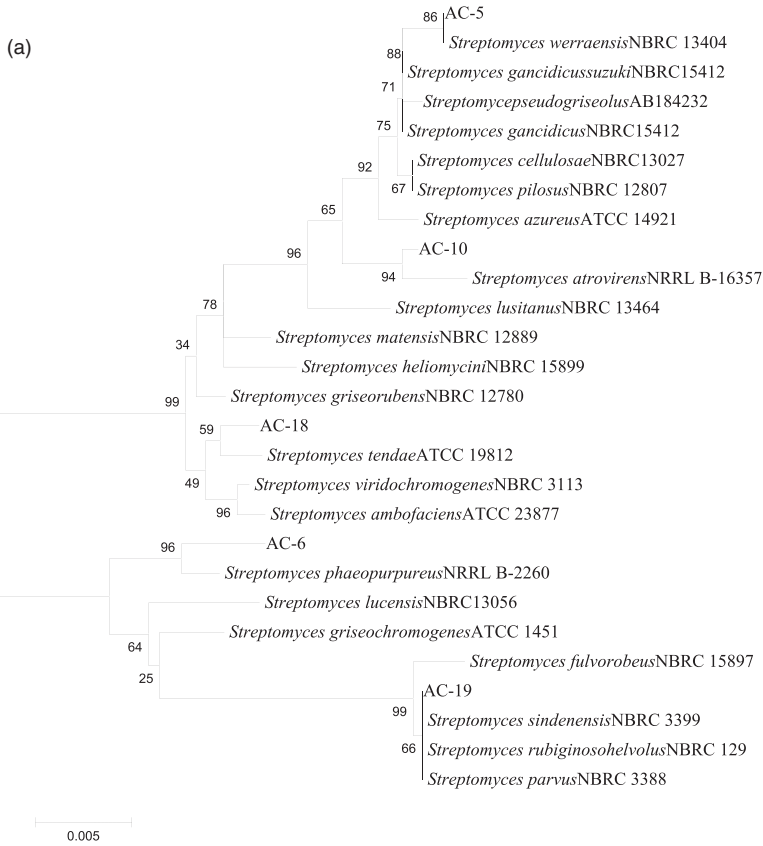 86
AC-5
(a)
Streptomyces werraensisNBRC 13404
88
Streptomyces gancidicussuzukiNBRC15412
71
StreptomycepseudogriseolusAB184232
75
Streptomyces gancidicusNBRC15412
92
Streptomyces cellulosaeNBRC13027
67
Streptomyces pilosusNBRC 12807
65
Streptomyces azureusATCC 14921
96
AC-10
94
Streptomyces atrovirensNRRL B-16357
78
Streptomyces lusitanusNBRC 13464
Streptomyces matensisNBRC 12889
34
Streptomyces heliomyciniNBRC 15899
99
Streptomyces griseorubensNBRC 12780
59
AC-18
Streptomyces tendaeATCC 19812
49
Streptomyces viridochromogenesNBRC 3113
96
Streptomyces ambofaciensATCC 23877
96
AC-6
Streptomyces phaeopurpureusNRRL B-2260
Streptomyces lucensisNBRC13056
64
Streptomyces griseochromogenesATCC 1451
25
Streptomyces fulvorobeusNBRC 15897
AC-19
99
Streptomyces sindenensisNBRC 3399
66
Streptomyces rubiginosohelvolusNBRC 129
Streptomyces parvusNBRC 3388
0.005